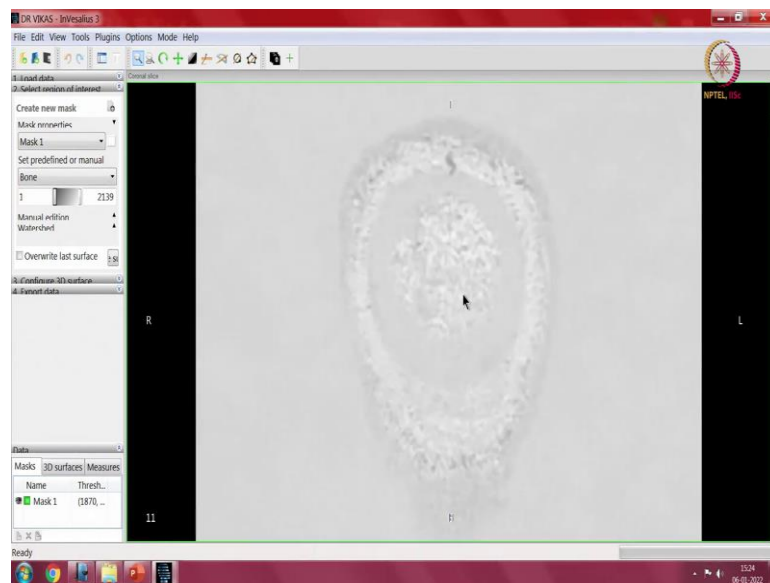 DR VIKAS - InVesalius 3
File Edit View Tools Plugins Options Mode Help
NPTEL, IISc
1. Load data
Coronal slice
2. Select region of interest
Create new mask
Mask properties
Mask 1
Set predefined or manual
Bone
1 2139
Manual edition
Watershed
Overwrite last surface
3. Configure 3D surface
4. Export data
R
L
Data
Masks 3D surfaces Measures
Name Thresh...
Mask 1 (1870, ...
11
Ready
15:24
06-01-2022